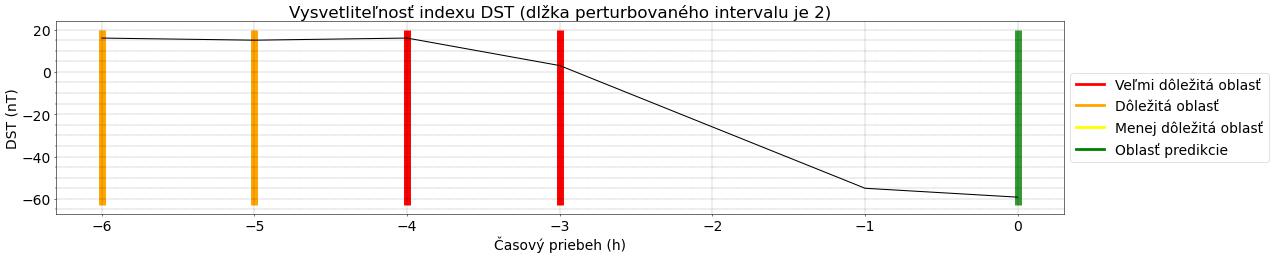 Vysvetliteľnosť indexu DST (dĺžka perturbovaného intervalu je 2)
20
0
−20
−40
−60
DST (nT)
−6 −5 −4 −3 −2 −1 0
Časový priebeh (h)
Veľmi dôležitá oblasť
Dôležitá oblasť
Menej dôležitá oblasť
Oblasť predikcie